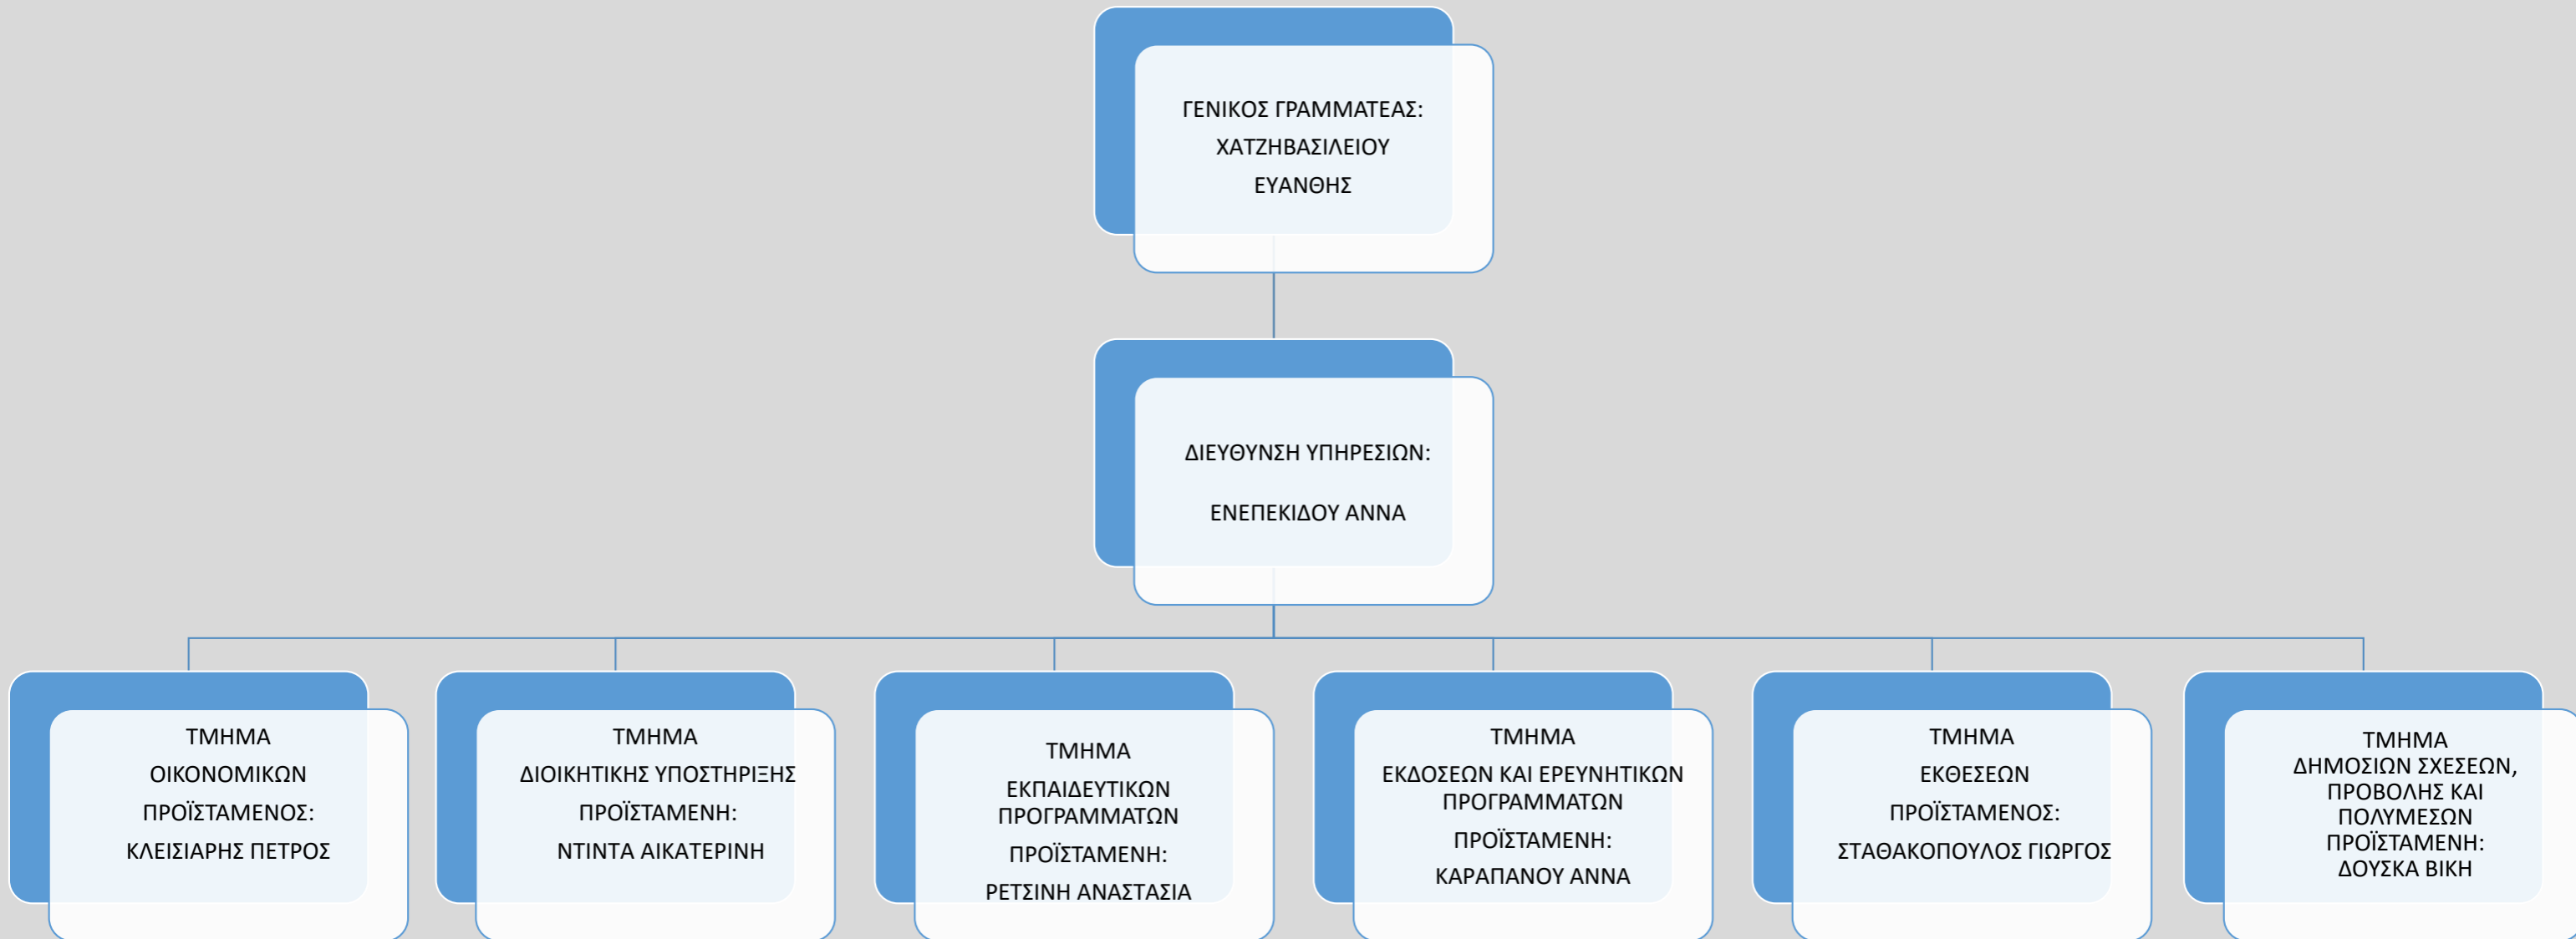 ΓΕΝΙΚΟΣ ΓΡΑΜΜΑΤΕΑΣ:
ΧΑΤΖΗΒΑΣΙΛΕΙΟΥ
ΕΥΑΝΘΗΣ
ΔΙΕΥΘΥΝΣΗ ΥΠΗΡΕΣΙΩΝ:
ΕΝΕΠΕΚΙΔΟΥ ΑΝΝΑ
ΤΜΗΜΑ
ΟΙΚΟΝΟΜΙΚΩΝ
ΠΡΟΪΣΤΑΜΕΝΟΣ:
ΚΛΕΙΣΙΑΡΗΣ ΠΕΤΡΟΣ
ΤΜΗΜΑ
ΔΙΟΙΚΗΤΙΚΗΣ ΥΠΟΣΤΗΡΙΞΗΣ
ΠΡΟΪΣΤΑΜΕΝΗ:
ΝΤΙΝΤΑ ΑΙΚΑΤΕΡΙΝΗ
ΤΜΗΜΑ
ΕΚΠΑΙΔΕΥΤΙΚΩΝ
ΠΡΟΓΡΑΜΜΑΤΩΝ
ΠΡΟΪΣΤΑΜΕΝΗ:
ΡΕΤΣΙΝΗ ΑΝΑΣΤΑΣΙΑ
ΤΜΗΜΑ
ΕΚΔΟΣΕΩΝ ΚΑΙ ΕΡΕΥΝΗΤΙΚΩΝ
ΠΡΟΓΡΑΜΜΑΤΩΝ
ΠΡΟΪΣΤΑΜΕΝΗ:
ΚΑΡΑΠΑΝΟΥ ΑΝΝΑ
ΤΜΗΜΑ
ΕΚΘΕΣΕΩΝ
ΠΡΟΪΣΤΑΜΕΝΟΣ:
ΣΤΑΘΑΚΟΠΟΥΛΟΣ ΓΙΩΡΓΟΣ
ΤΜΗΜΑ
ΔΗΜΟΣΙΩΝ ΣΧΕΣΕΩΝ,
ΠΡΟΒΟΛΗΣ ΚΑΙ
ΠΟΛΥΜΕΣΩΝ
ΠΡΟΪΣΤΑΜΕΝΗ:
ΔΟΥΣΚΑ ΒΙΚΗ